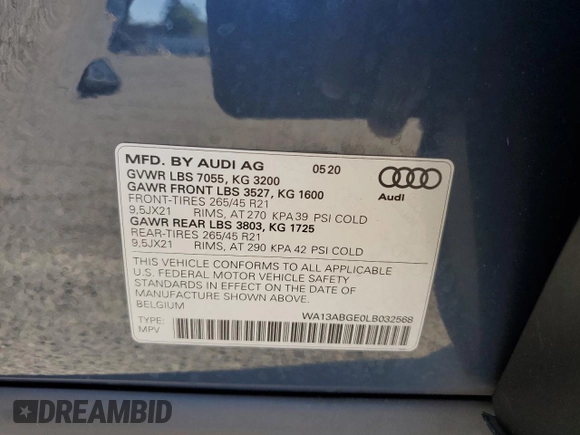 MFD. BY AUDI AG 0520
GVWR LBS 7055, KG 3200
GAWR FRONT LBS 3527, KG 1600
FRONT-TIRES 265/45 R21
9,5JX21 RIMS, AT 270 KPA 39 PSI COLD
GAWR REAR LBS 3803, KG 1725
REAR-TIRES 265/45 R21
9,5JX21 RIMS, AT 290 KPA 42 PSI COLD
Audi
THIS VEHICLE CONFORMS TO ALL APPLICABLE
U.S. FEDERAL MOTOR VEHICLE SAFETY
STANDARDS IN EFFECT ON THE DATE OF
MANUFACTURE SHOWN ABOVE.
BELGIUM
TYPE: WA13ABGE0LB032568
MPV
DREAMBID